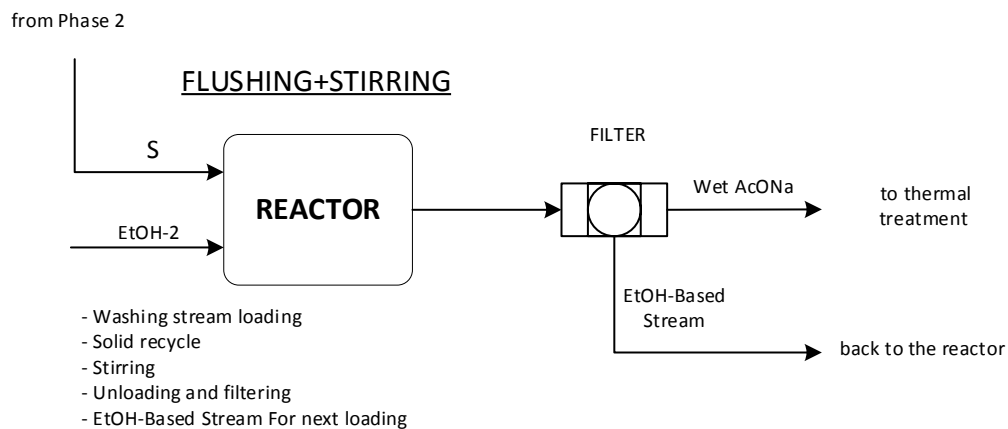 from Phase 2
FLUSHING+STIRRING
S
REACTOR
EtOH-2
FILTER
Wet AcONa
to thermal
treatment
EtOH-Based
Stream
back to the reactor
- Washing stream loading
- Solid recycle
- Stirring
- Unloading and filtering
- EtOH-Based Stream For next loading